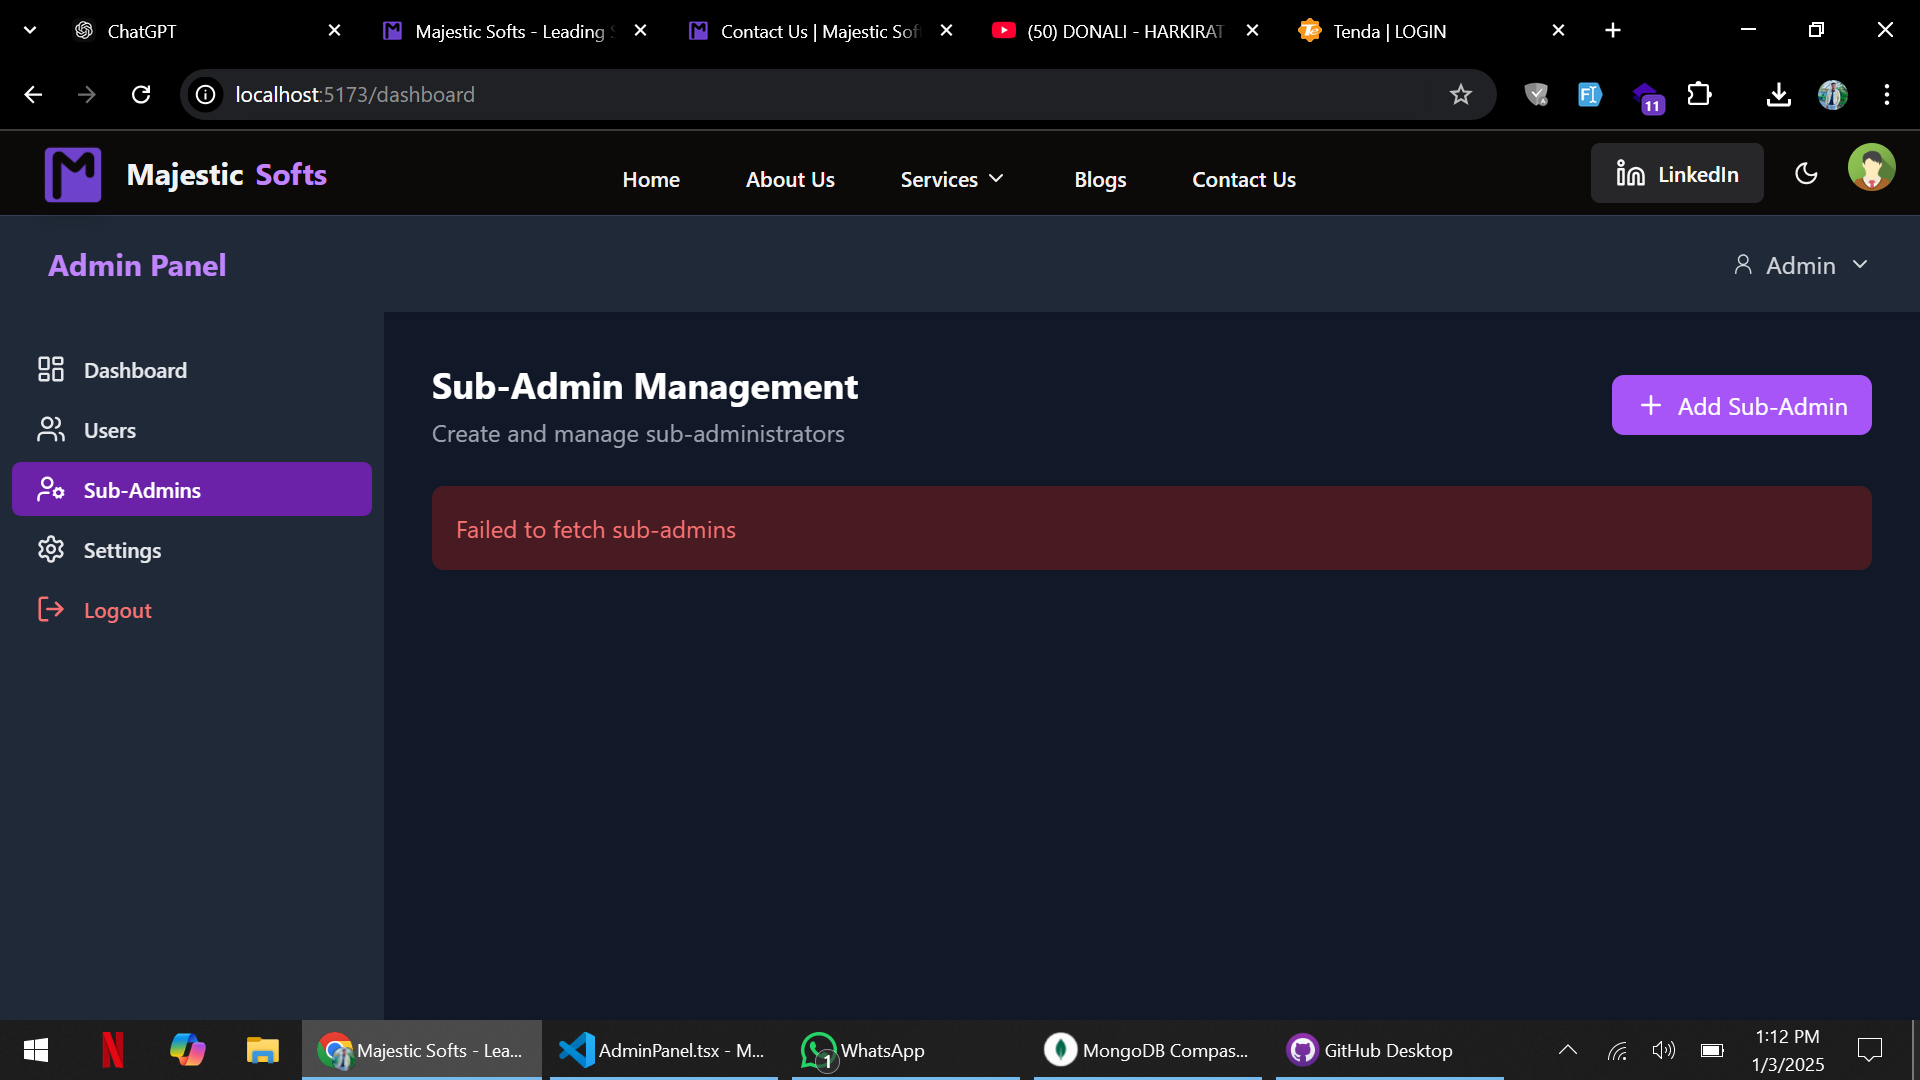 ChatGPT
Majestic Softs - Leading S
Contact Us | Majestic Sof
(50) DONALI - HARKIRAT
Tenda | LOGIN
localhost:5173/dashboard
11
Majestic Softs
Home
About Us
Services
Blogs
Contact Us
LinkedIn
Admin Panel
Admin
Dashboard
Users
Sub-Admins
Settings
Logout
Sub-Admin Management
Create and manage sub-administrators
Add Sub-Admin
Failed to fetch sub-admins
Majestic Softs - Lea...
AdminPanel.tsx - M...
1
WhatsApp
MongoDB Compas...
GitHub Desktop
1:12 PM
1/3/2025